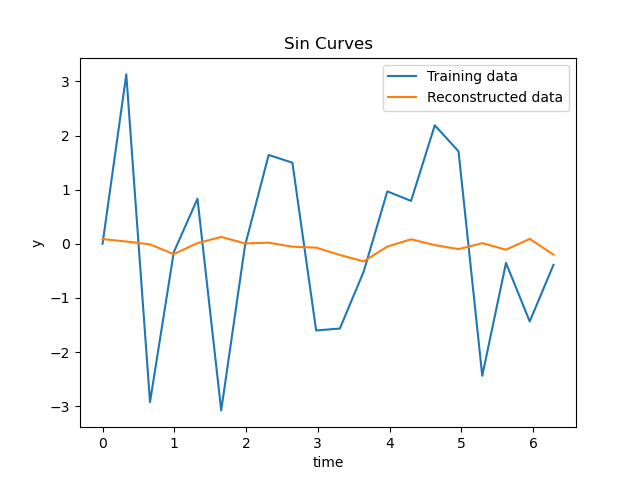 Sin Curves
Training data
Reconstructed data
y
3
2
1
0
−1
−2
−3
0 1 2 3 4 5 6
time